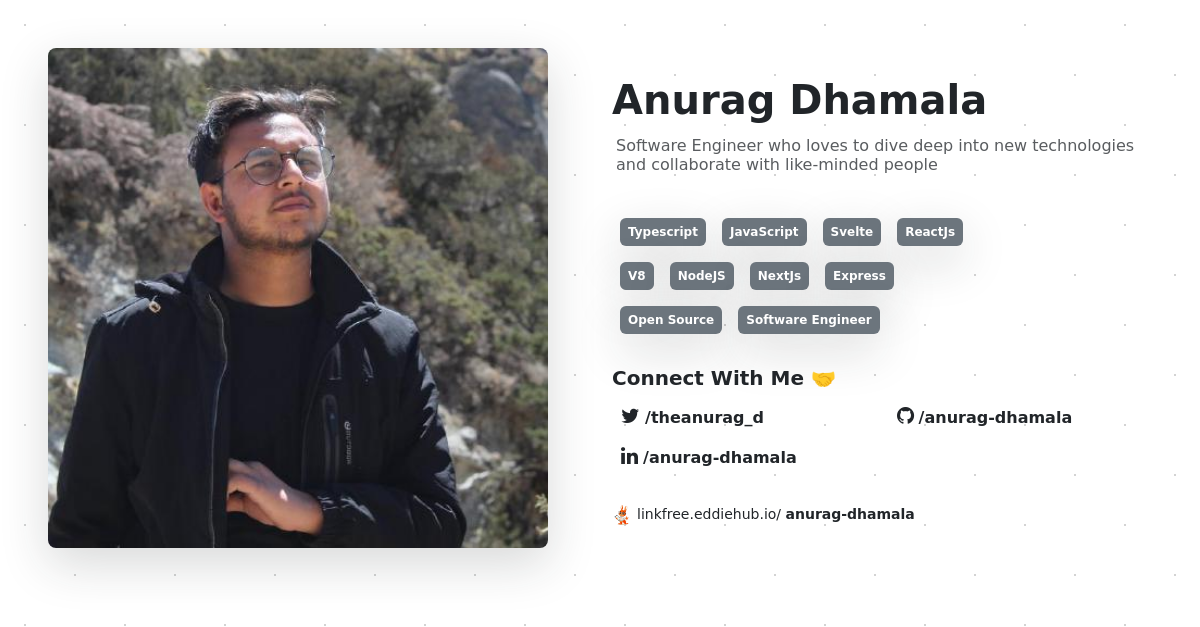 Anurag Dhamala
Software Engineer who loves to dive deep into new technologies
and collaborate with like-minded people
Typescript JavaScript Svelte ReactJs
V8 NodeJS NextJs Express
Open Source Software Engineer
Connect With Me 🤝
/theanurag_d /anurag-dhamala
/anurag-dhamala
linkfree.eddiehub.io/ anurag-dhamala